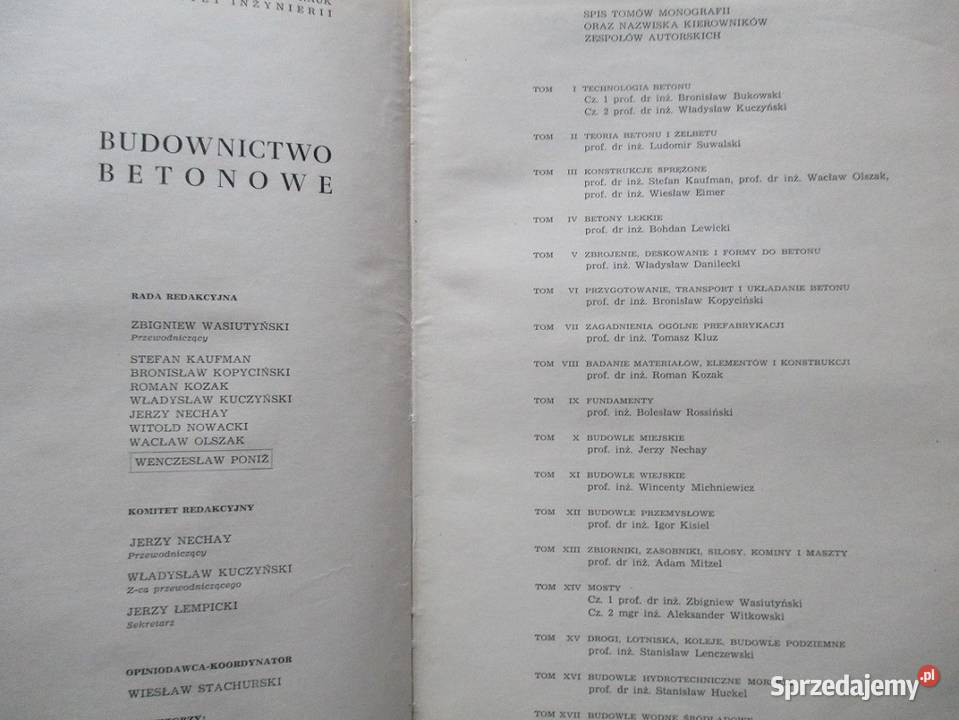 INŻYNIERII
BUDOWNICTWO
BETONOWE
RADA REDAKCYJNA
ZBIGNIEW WASIUTYŃSKI
Przewodniczący
STEFAN KAUFMAN
BRONISŁAW KOPYCIŃSKI
ROMAN KOZAK
WŁADYSŁAW KUCZYŃSKI
JERZY NECHAY
WITOLD NOWACKI
WACŁAW OLSZAK
WENCZESŁAW PONIŻ
KOMITET REDAKCYJNY
JERZY NECHAY
Przewodniczący
WŁADYSŁAW KUCZYŃSKI
Z-ca przewodniczącego
JERZY ŁEMPICKI
Sekretarz
OPINIODAWCA-KOORDYNATOR
WIESŁAW STACHURSKI
SPIS TOMÓW MONOGRAFII
ORAZ NAZWISKA KIEROWNIKÓW
ZESPOŁÓW AUTORSKICH
TOM I TECHNOLOGIA BETONU
Cz. 1 prof. dr inż. Bronisław Bukowski
Cz. 2 prof. dr inż. Władysław Kuczyński
TOM II TEORIA BETONU I ŻELBETU
prof. dr inż. Ludomir Suwalski
TOM III KONSTRUKCJE SPRĘŻONE
prof. dr inż. Stefan Kaufman, prof. dr inż. Wacław Olszak,
prof. dr inż. Wiesław Eimer
TOM IV BETONY LEKKIE
prof. dr inż. Bohdan Lewicki
TOM V ZBROJENIE, DESKOWANIE I FORMY DO BETONU
prof. inż. Władysław Danilecki
TOM VI PRZYGOTOWANIE, TRANSPORT I UKŁADANIE BETONU
prof. dr inż. Bronisław Kopyciński
TOM VII ZAGADNIENIA OGÓLNE PREFABRYKACJI
prof. dr inż. Tomasz Kluz
TOM VIII BADANIE MATERIAŁÓW, ELEMENTÓW I KONSTRUKCJI
prof. dr inż. Roman Kozak
TOM IX FUNDAMENTY
prof. inż. Bolesław Rossiński
TOM X BUDOWLE MIEJSKIE
prof. inż. Jerzy Nechay
TOM XI BUDOWLE WIEJSKIE
prof. inż. Wincenty Michniewicz
TOM XII BUDOWLE PRZEMYSŁOWE
prof. dr inż. Igor Kisiel
TOM XIII ZBIORNIKI, ZASOBNIKI, SILOSY, KOMINY I MASZTY
prof. dr inż. Adam Mitzel
TOM XIV MOSTY
Cz. 1 prof. dr inż. Zbigniew Wasiutyński
Cz. 2 mgr inż. Aleksander Witkowski
TOM XV DROGI, LOTNISKA, KOLEJE, BUDOWLE PODZIEMNE
prof. inż. Stanisław Lenczewski
TOM XVI BUDOWLE HYDROTECHNICZNE
prof. dr inż. Stanisław Huckel
TOM XVII BUDOWLE WODNE ŚRÓDLĄDOWE
Sprzedajemy.pl